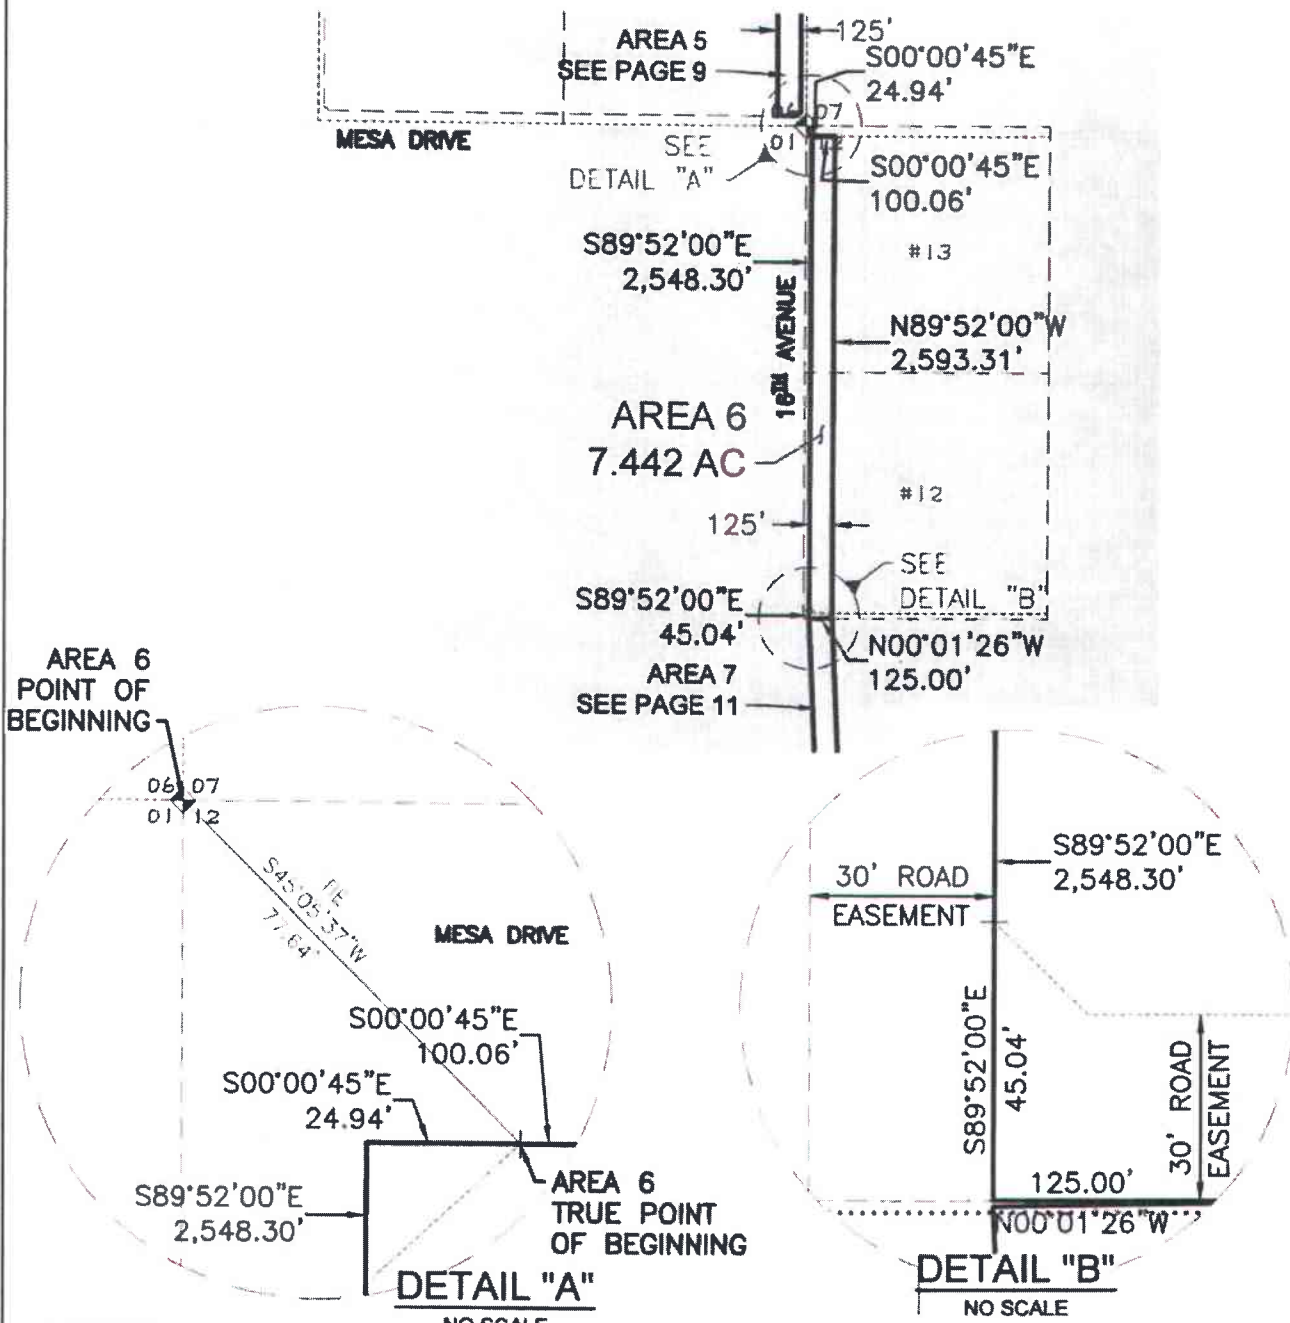 AREA 5
SEE PAGE 9
125'
S00°00'45"E
24.94'
06 07
01 12
MESA DRIVE
SEE
DETAIL "A"
S00°00'45"E
100.06'
S89°52'00"E
2,548.30'
#13
AVENUE
N89°52'00"W
2,593.31'
AREA 6
7.442 AC
#12
125'
SEE
DETAIL "B"
S89°52'00"E
45.04'
N00°01'26"W
125.00'
AREA 7
SEE PAGE 11
AREA 6
POINT OF
BEGINNING
06 07
01 12
S45°05'37"W
77.64'
MESA DRIVE
S00°00'45"E
100.06'
S00°00'45"E
24.94'
S89°52'00"E
2,548.30'
AREA 6
TRUE POINT
OF BEGINNING
DETAIL "A"
NO SCALE
S89°52'00"E
2,548.30'
30' ROAD
EASEMENT
S89°52'00"E
45.04'
30' ROAD
EASEMENT
125.00'
N00°01'26"W
DETAIL "B"
NO SCALE